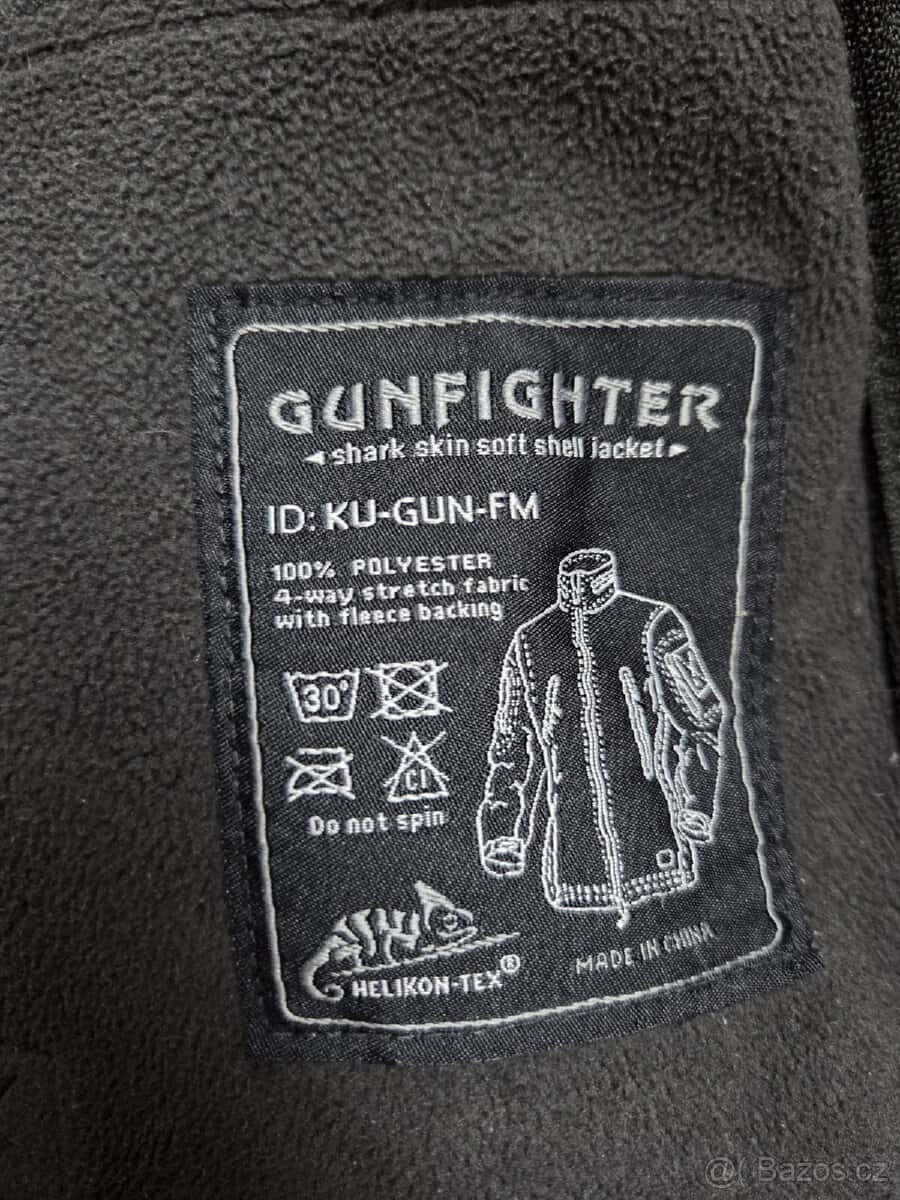 GUNFIGHTER
shark skin soft shell jacket
ID: KU-GUN-FM
100% POLYESTER
4-way stretch fabric
with fleece backing
30°
Cl
Do not spin
HELIKON-TEX®
MADE IN CHINA
@( Bazos.cz